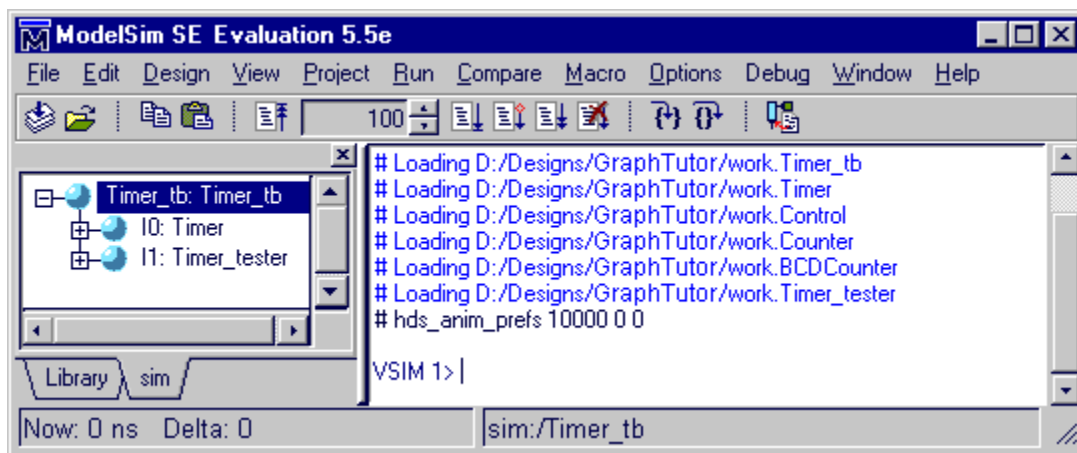 ModelSim SE Evaluation 5.5e
File Edit Design View Project Run Compare Macro Options Debug Window Help
100
Timer_tb: Timer_tb
I0: Timer
I1: Timer_tester
Library sim
# Loading D:/Designs/GraphTutor/work.Timer_tb
# Loading D:/Designs/GraphTutor/work.Timer
# Loading D:/Designs/GraphTutor/work.Control
# Loading D:/Designs/GraphTutor/work.Counter
# Loading D:/Designs/GraphTutor/work.BCDCounter
# Loading D:/Designs/GraphTutor/work.Timer_tester
# hds_anim_prefs 10000 0 0
VSIM 1>
Now: 0 ns Delta: 0
sim:/Timer_tb